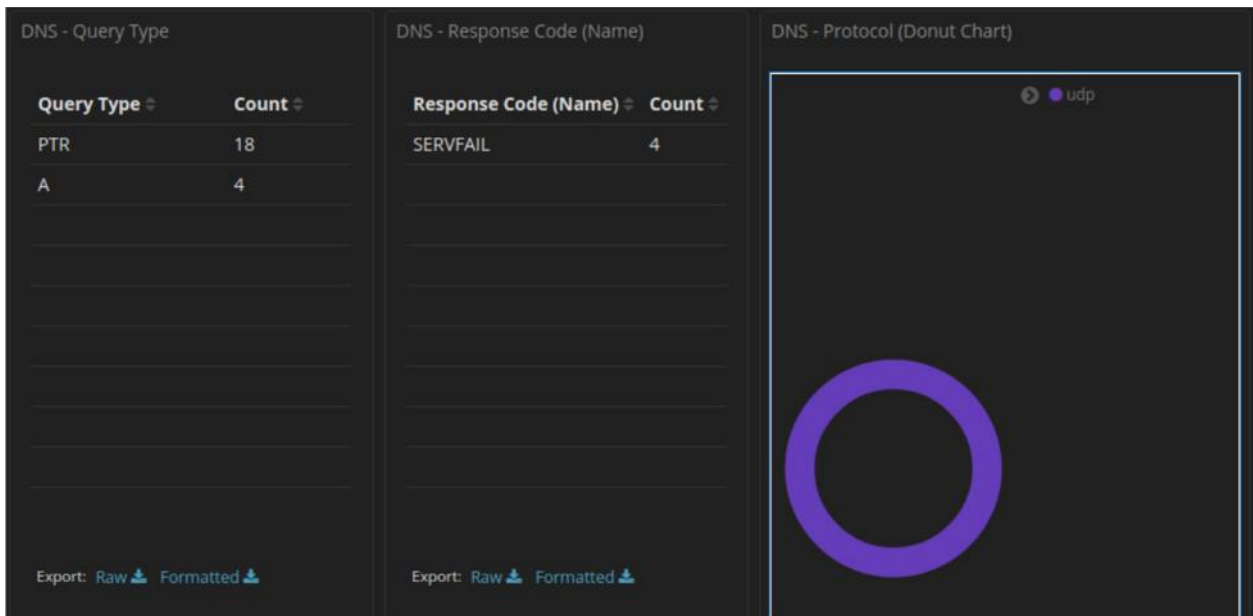 DNS - Query Type
Query Type Count
PTR 18
A 4
Export: Raw Formatted
DNS - Response Code (Name)
Response Code (Name) Count
SERVFAIL 4
Export: Raw Formatted
DNS - Protocol (Donut Chart)
udp